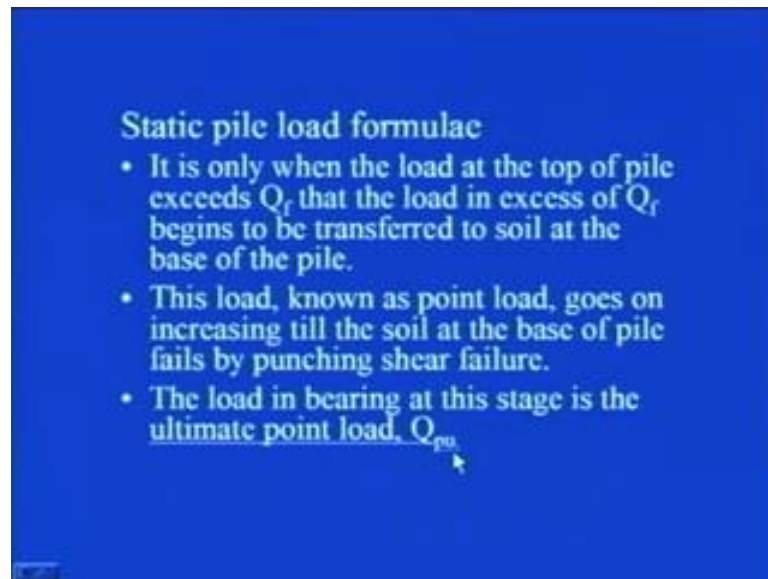 Static pile load formulae
• It is only when the load at the top of pile
exceeds Qf that the load in excess of Qf
begins to be transferred to soil at the
base of the pile.
• This load, known as point load, goes on
increasing till the soil at the base of pile
fails by punching shear failure.
• The load in bearing at this stage is the
ultimate point load, Qpu.